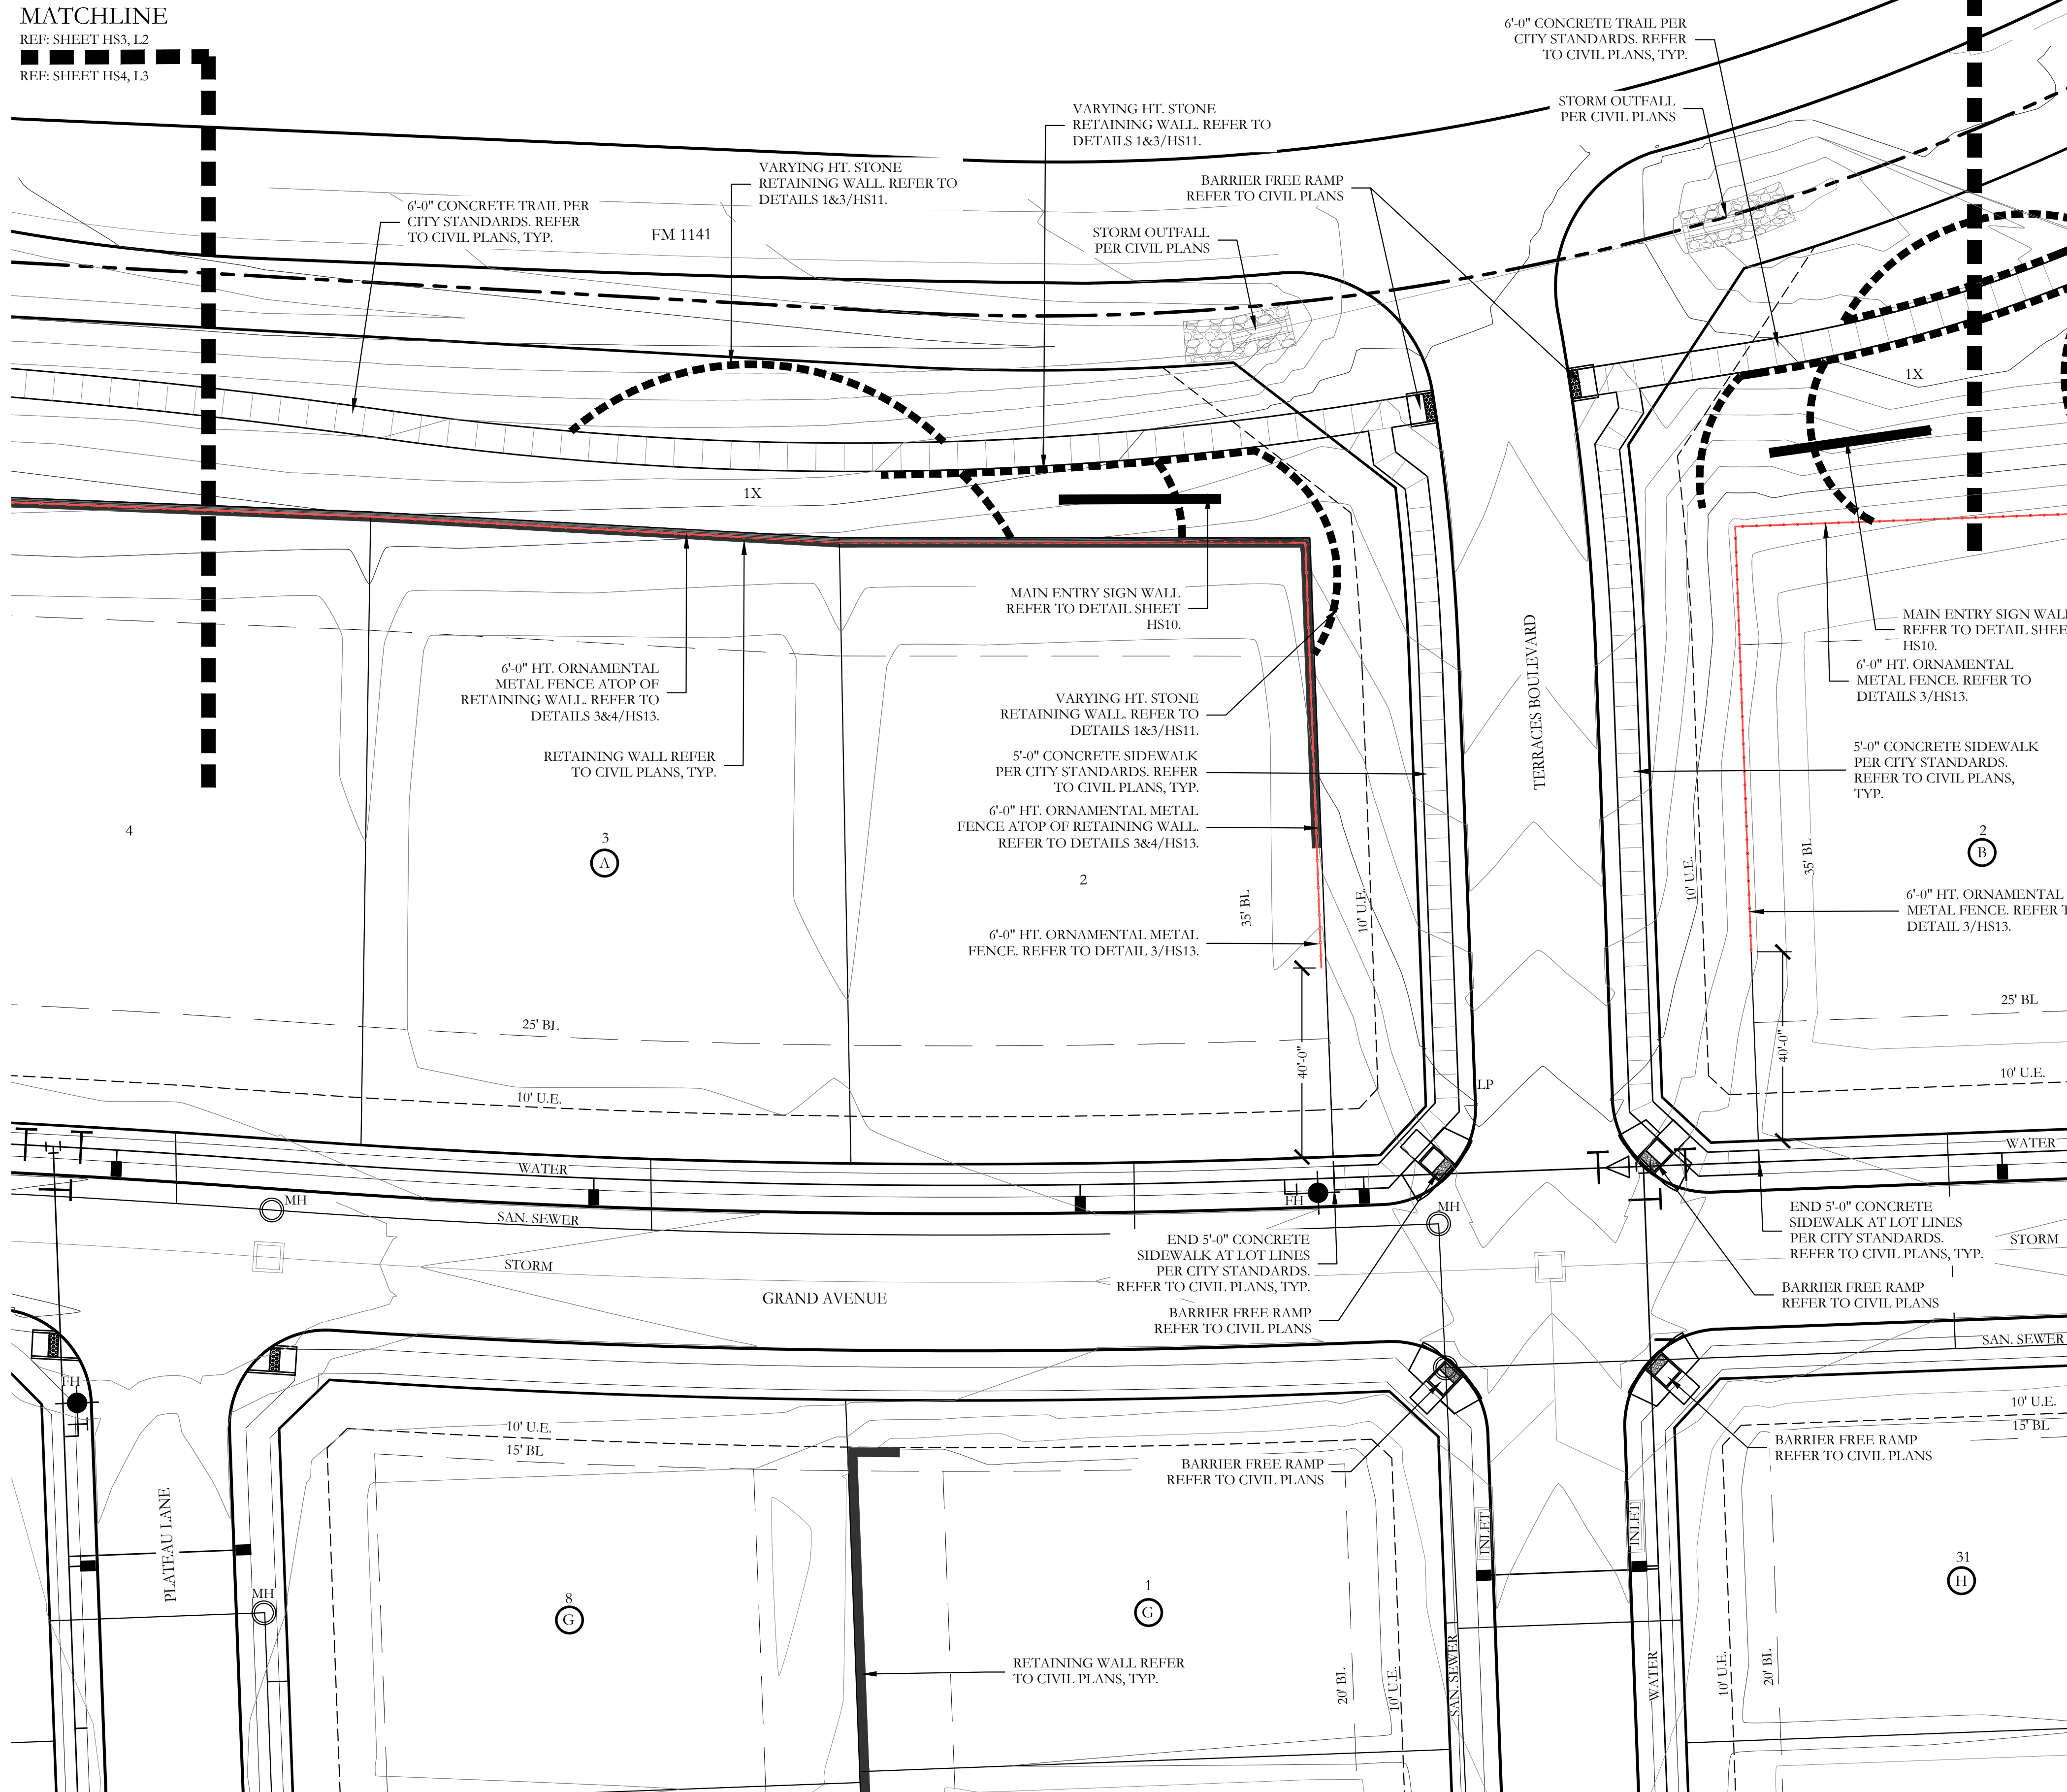 MATCHLINE
REF: SHEET HS3, L2
REF: SHEET HS4, L3
6'-0" CONCRETE TRAIL PER
CITY STANDARDS. REFER
TO CIVIL PLANS, TYP.
STORM OUTFALL
PER CIVIL PLANS
VARYING HT. STONE
RETAINING WALL. REFER TO
DETAILS 1&3/HS11.
VARYING HT. STONE
RETAINING WALL. REFER TO
DETAILS 1&3/HS11.
BARRIER FREE RAMP
REFER TO CIVIL PLANS
6'-0" CONCRETE TRAIL PER
CITY STANDARDS. REFER
TO CIVIL PLANS, TYP.
FM 1141
STORM OUTFALL
PER CIVIL PLANS
1X
1X
MAIN ENTRY SIGN WALL
REFER TO DETAIL SHEET
HS10.
MAIN ENTRY SIGN WALL
REFER TO DETAIL SHEE
HS10.
6'-0" HT. ORNAMENTAL
METAL FENCE ATOP OF
RETAINING WALL. REFER TO
DETAILS 3&4/HS13.
6'-0" HT. ORNAMENTAL
METAL FENCE. REFER TO
DETAILS 3/HS13.
VARYING HT. STONE
RETAINING WALL. REFER TO
DETAILS 1&3/HS11.
TERRACES BOULEVARD
RETAINING WALL REFER
TO CIVIL PLANS, TYP.
5'-0" CONCRETE SIDEWALK
PER CITY STANDARDS. REFER
TO CIVIL PLANS, TYP.
5'-0" CONCRETE SIDEWALK
PER CITY STANDARDS.
REFER TO CIVIL PLANS,
TYP.
6'-0" HT. ORNAMENTAL METAL
FENCE ATOP OF RETAINING WALL.
REFER TO DETAILS 3&4/HS13.
4
3
A
2
2
B
35' BL
10' U.E.
10' U.E.
35' BL
6'-0" HT. ORNAMENTAL METAL
FENCE. REFER TO DETAIL 3/HS13.
6'-0" HT. ORNAMENTAL
METAL FENCE. REFER T
DETAIL 3/HS13.
25' BL
25' BL
40'-0"
40'-0"
10' U.E.
10' U.E.
LP
WATER
WATER
MH
SAN. SEWER
FH
MH
STORM
STORM
GRAND AVENUE
END 5'-0" CONCRETE
SIDEWALK AT LOT LINES
PER CITY STANDARDS.
REFER TO CIVIL PLANS, TYP.
END 5'-0" CONCRETE
SIDEWALK AT LOT LINES
PER CITY STANDARDS.
REFER TO CIVIL PLANS, TYP.
BARRIER FREE RAMP
REFER TO CIVIL PLANS
BARRIER FREE RAMP
REFER TO CIVIL PLANS
SAN. SEWER
FH
10' U.E.
15' BL
10' U.E.
15' BL
BARRIER FREE RAMP
REFER TO CIVIL PLANS
BARRIER FREE RAMP
REFER TO CIVIL PLANS
PLATEAU LANE
MH
INLET
INLET
8
G
1
G
31
H
RETAINING WALL REFER
TO CIVIL PLANS, TYP.
20' BL
10' U.E.
SAN. SEWER
WATER
10' U.E.
20' BL